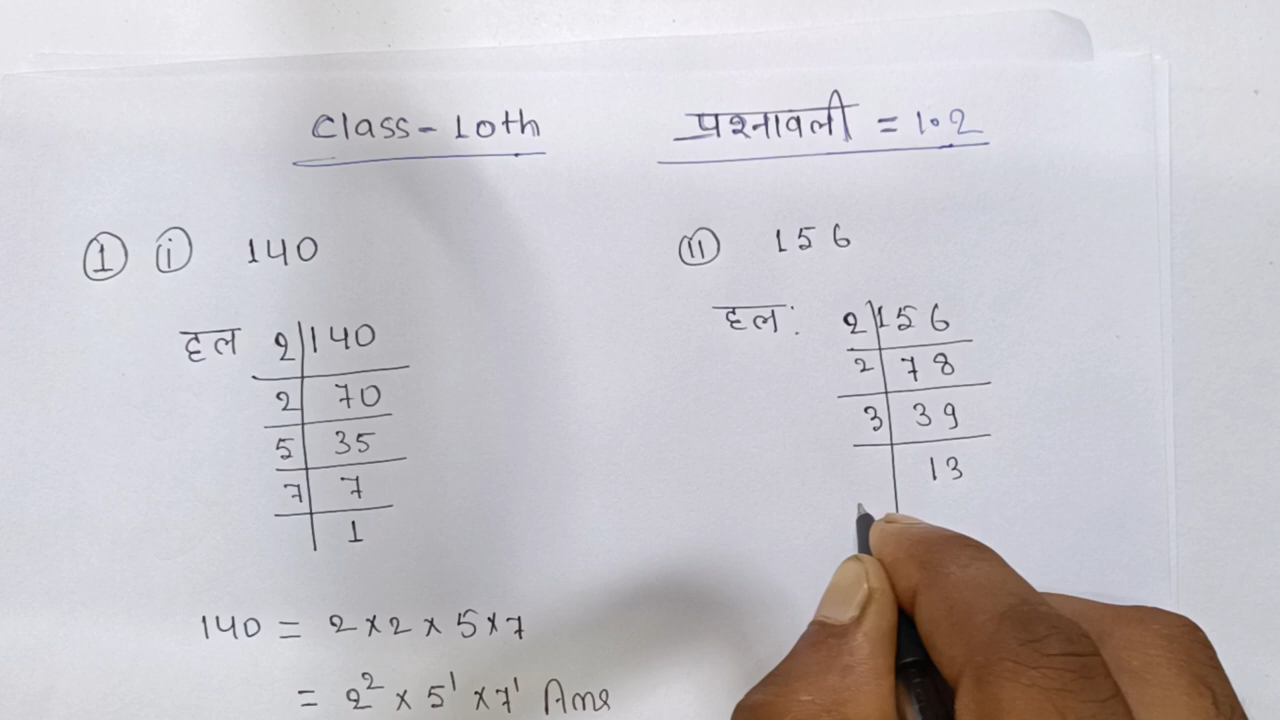 Class-10th
प्रश्नावली = 1.2
① ⓘ 140
हल 2|140
2|70
5|35
7|7
1
140 = 2×2×5×7
= 2² × 5¹ × 7¹ Ans
⑪ 156
हल: 2|156
2|78
3|39
13